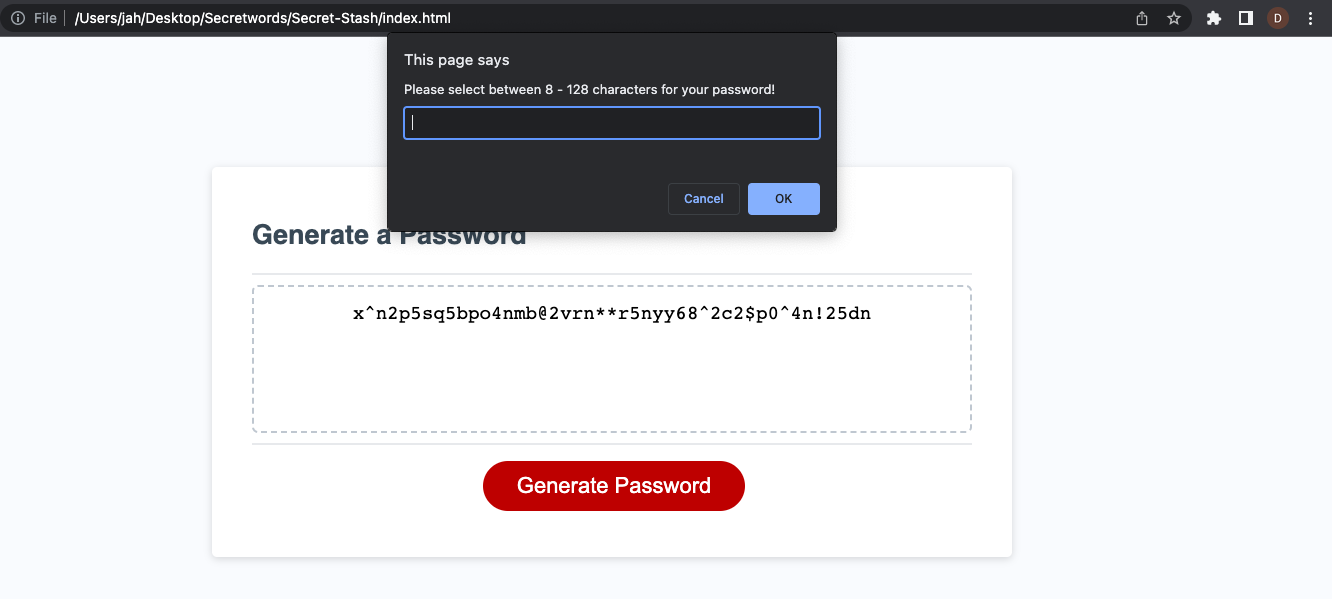 File /Users/jah/Desktop/Secretwords/Secret-Stash/index.html
D
This page says
Please select between 8 - 128 characters for your password!
Cancel
OK
Generate a Password
x^n2p5sq5bpo4nmb@2vrn**r5nyy68^2c2$p0^4n!25dn
Generate Password